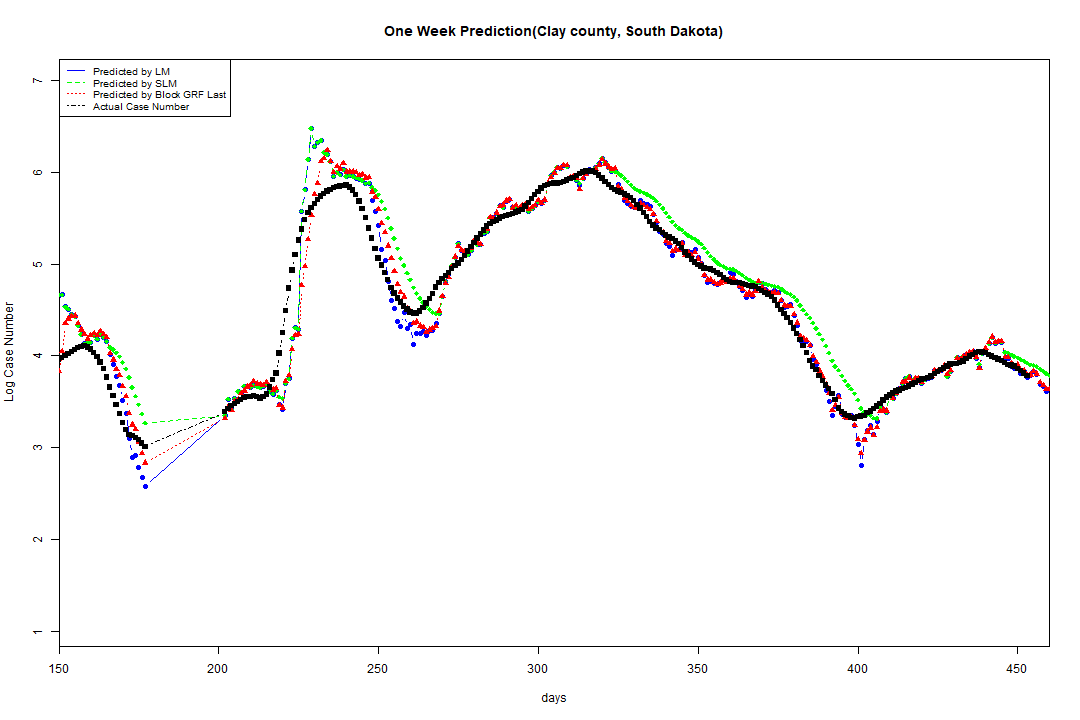 One Week Prediction(Clay county, South Dakota)
Predicted by LM
Predicted by SLM
Predicted by Block GRF Last
Actual Case Number
7
6
5
4
3
2
1
Log Case Number
150 200 250 300 350 400 450
days